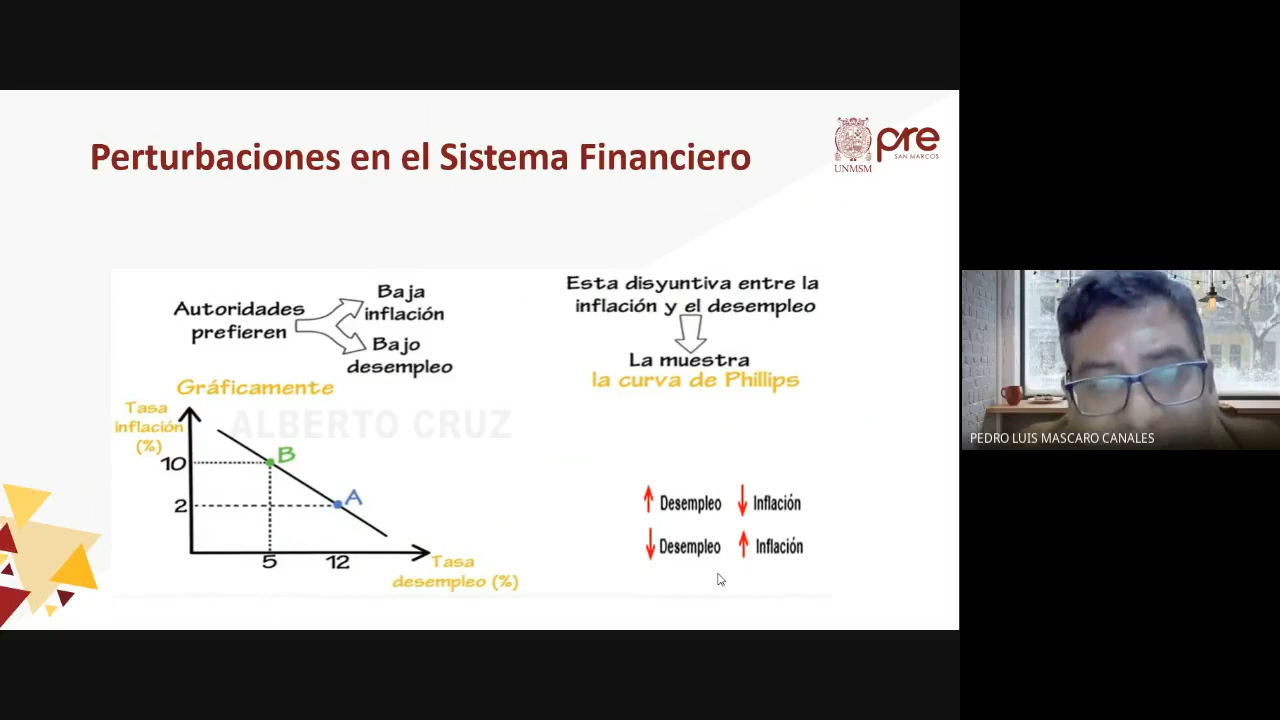 Perturbaciones en el Sistema Financiero
pre
SAN MARCOS
UNMSM
Autoridades
prefieren
Baja
inflación
Bajo
desempleo
Esta disyuntiva entre la
inflación y el desempleo
La muestra
la curva de Phillips
Gráficamente
ALBERTO CRUZ
Tasa
inflación
(%)
B
10
A
2
5
12
Tasa
desempleo (%)
Desempleo Inflación
Desempleo Inflación
PEDRO LUIS MASCARO CANALES